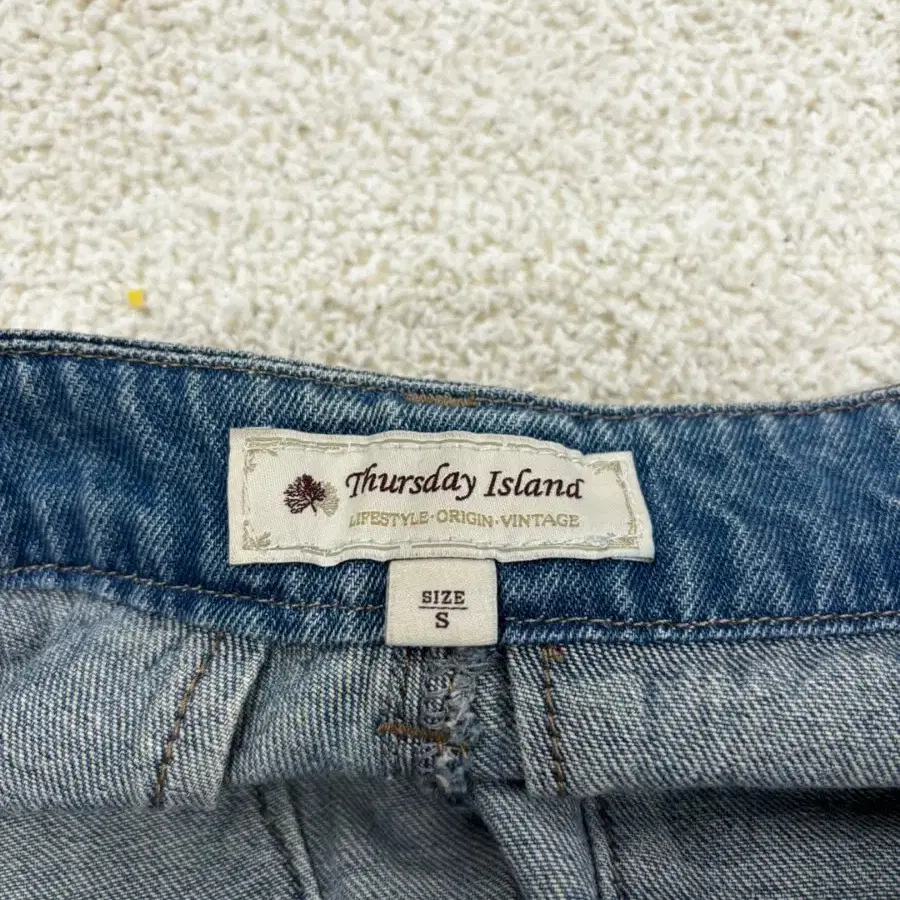 Thursday Island
LIFESTYLE·ORIGIN·VINTAGE
SIZE
S